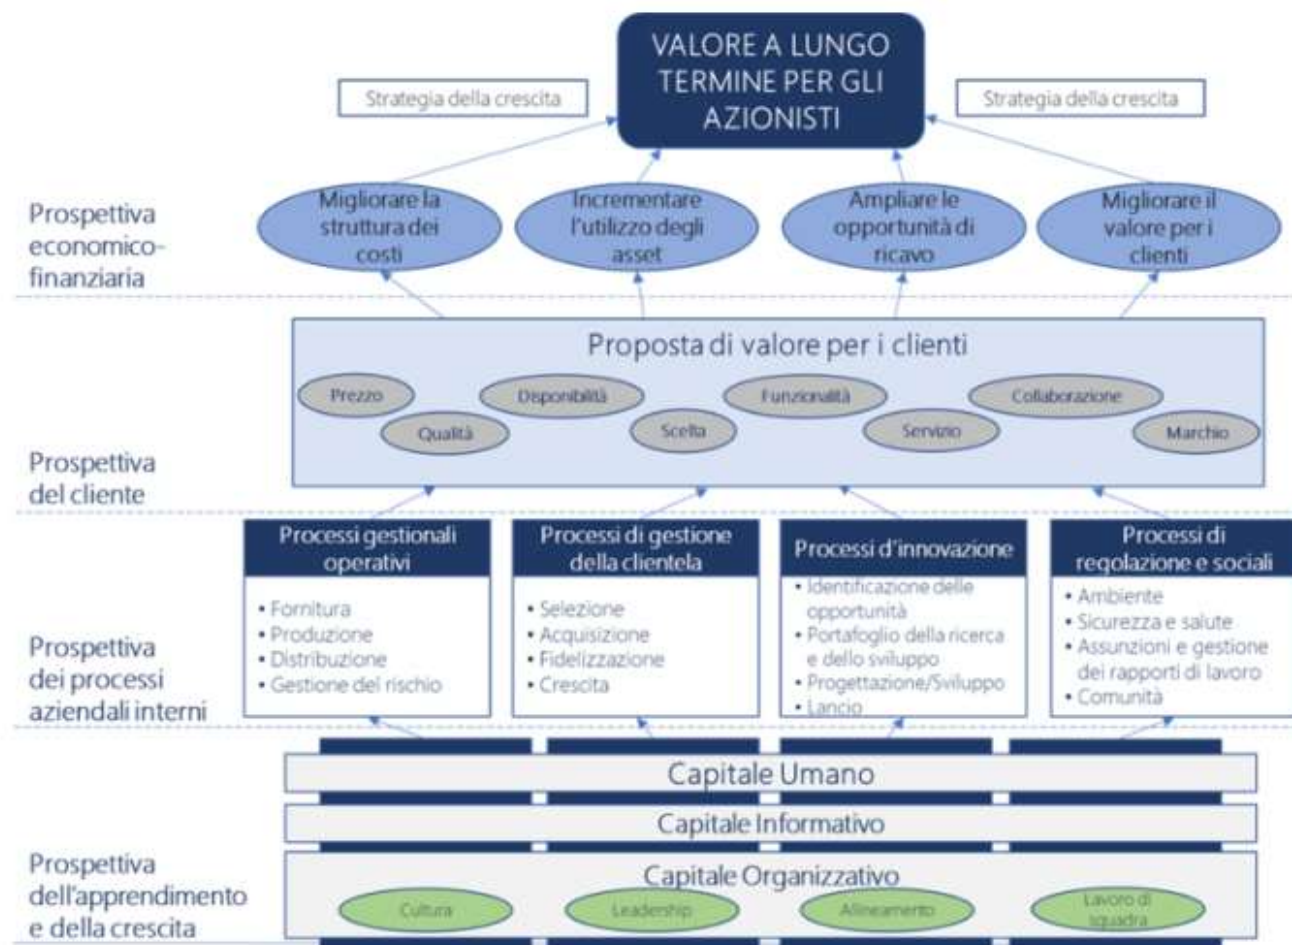 VALORE A LUNGO
TERMINE PER GLI
AZIONISTI
Strategia della crescita
Strategia della crescita
Prospettiva
economico-
finanziaria
Migliorare la
struttura dei
costi
Incrementare
l'utilizzo degli
asset
Ampliare le
opportunità di
ricavo
Migliorare il
valore per i
clienti
Prospettiva
del cliente
Proposta di valore per i clienti
Prezzo
Qualità
Disponibilità
Scelta
Funzionalità
Servizio
Collaborazione
Marchio
Prospettiva
dei processi
aziendali interni
Processi gestionali
operativi
• Fornitura
• Produzione
• Distribuzione
• Gestione del rischio
Processi di gestione
della clientela
• Selezione
• Acquisizione
• Fidelizzazione
• Crescita
Processi d'innovazione
• Identificazione delle
opportunità
• Portafoglio della ricerca
e dello sviluppo
• Progettazione/Sviluppo
• Lancio
Processi di
regolazione e sociali
• Ambiente
• Sicurezza e salute
• Assunzioni e gestione
dei rapporti di lavoro
• Comunità
Prospettiva
dell'apprendimento
e della crescita
Capitale Umano
Capitale Informativo
Capitale Organizzativo
Cultura
Leadership
Allineamento
Lavoro di
squadra